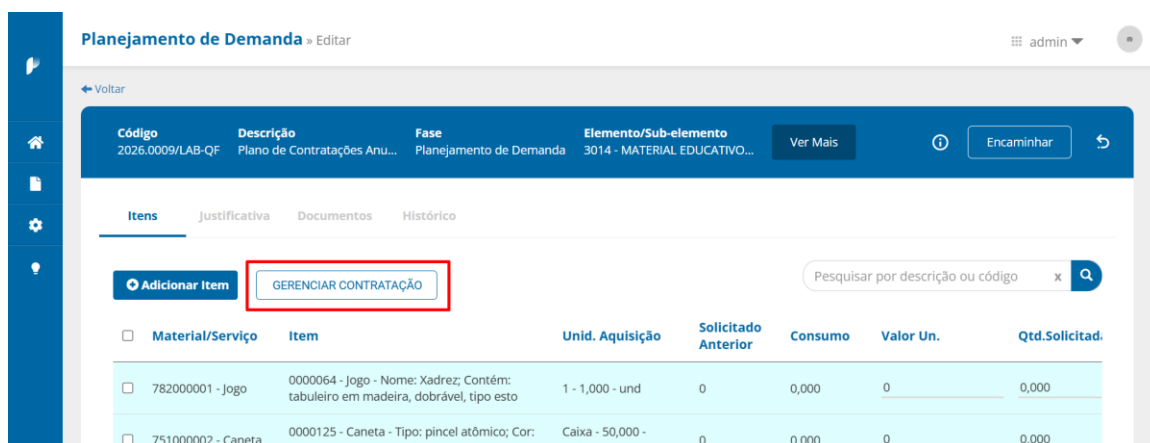 Planejamento de Demanda » Editar
admin
Voltar
Código Descrição Fase Elemento/Sub-elemento
2026.0009/LAB-QF Plano de Contratações Anu... Planejamento de Demanda 3014 - MATERIAL EDUCATIVO... Ver Mais Encaminhar
Itens Justificativa Documentos Histórico
Adicionar Item GERENCIAR CONTRATAÇÃO Pesquisar por descrição ou código x
Material/Serviço Item Unid. Aquisição Solicitado Anterior Consumo Valor Un. Qtd.Solicitada
782000001 - Jogo 0000064 - Jogo - Nome: Xadrez; Contém: 1 - 1,000 - und 0 0,000 0 0,000
tabuleiro em madeira, dobrável, tipo esto
751000002 - Caneta 0000125 - Caneta - Tipo: pincel atômico; Cor: Caixa - 50,000 - 0 0,000 0 0,000